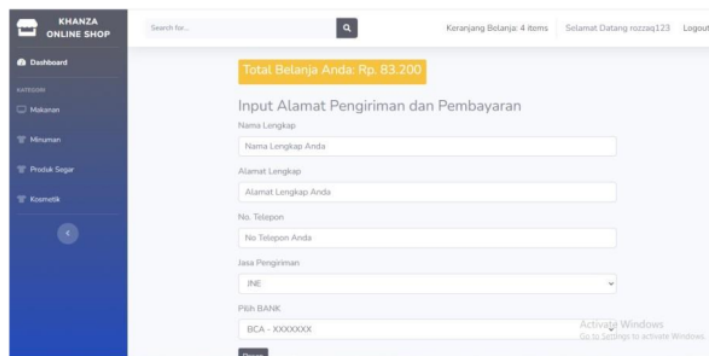 KHANZA
ONLINE SHOP
Search for...
Keranjang Belanja: 4 items
Selamat Datang rozzaq123
Logout
Dashboard
KATEGORI
Makanan
Minuman
Produk Segar
Kosmetik
Total Belanja Anda: Rp. 83.200
Input Alamat Pengiriman dan Pembayaran
Nama Lengkap
Nama Lengkap Anda
Alamat Lengkap
Alamat Lengkap Anda
No. Telepon
No Telepon Anda
Jasa Pengiriman
Pilih BANK
BCA - XXXXXXX
Activate Windows
Go to Settings to activate Windows.